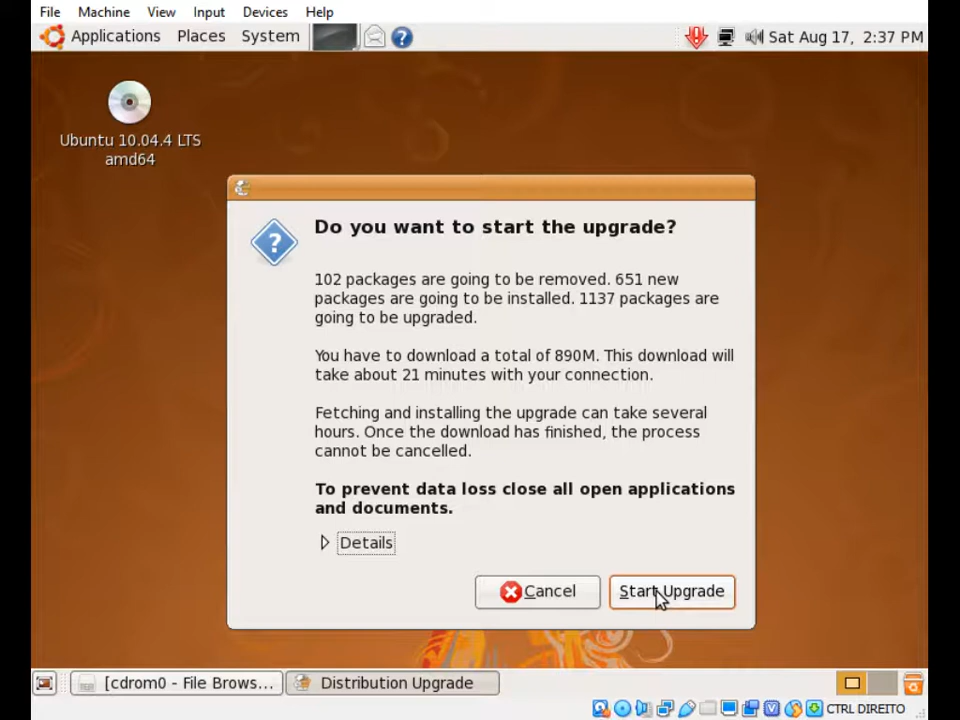 File Machine View Input Devices Help
Applications Places System Sat Aug 17, 2:37 PM
Ubuntu 10.04.4 LTS
amd64
Do you want to start the upgrade?
102 packages are going to be removed. 651 new
packages are going to be installed. 1137 packages are
going to be upgraded.
You have to download a total of 890M. This download will
take about 21 minutes with your connection.
Fetching and installing the upgrade can take several
hours. Once the download has finished, the process
cannot be cancelled.
To prevent data loss close all open applications
and documents.
Details
Cancel Start Upgrade
[cdrom0 - File Brows... Distribution Upgrade
CTRL DIREITO